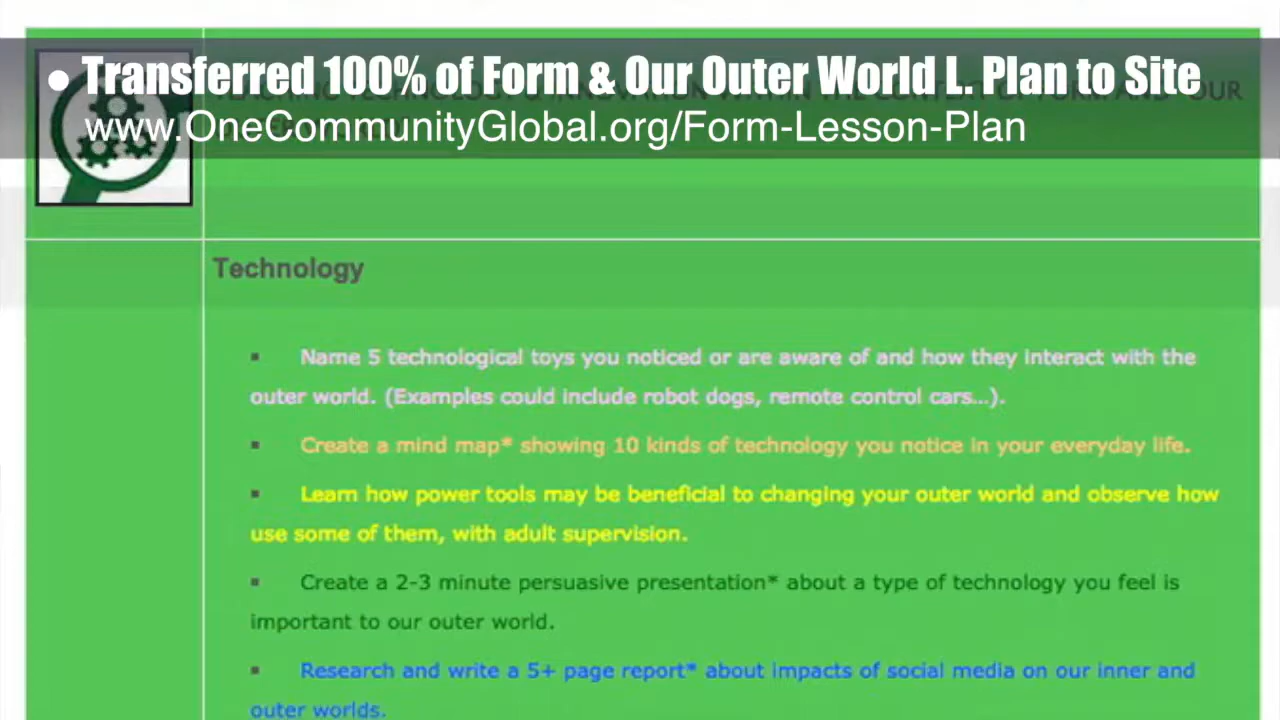 ● Transferred 100% of Form & Our Outer World L. Plan to Site
www.OneCommunityGlobal.org/Form-Lesson-Plan
OUR
Technology
▪ Name 5 technological toys you noticed or are aware of and how they interact with the
outer world. (Examples could include robot dogs, remote control cars...).
▪ Create a mind map* showing 10 kinds of technology you notice in your everyday life.
▪ Learn how power tools may be beneficial to changing your outer world and observe how
use some of them, with adult supervision.
▪ Create a 2-3 minute persuasive presentation* about a type of technology you feel is
important to our outer world.
▪ Research and write a 5+ page report* about impacts of social media on our inner and
outer worlds.